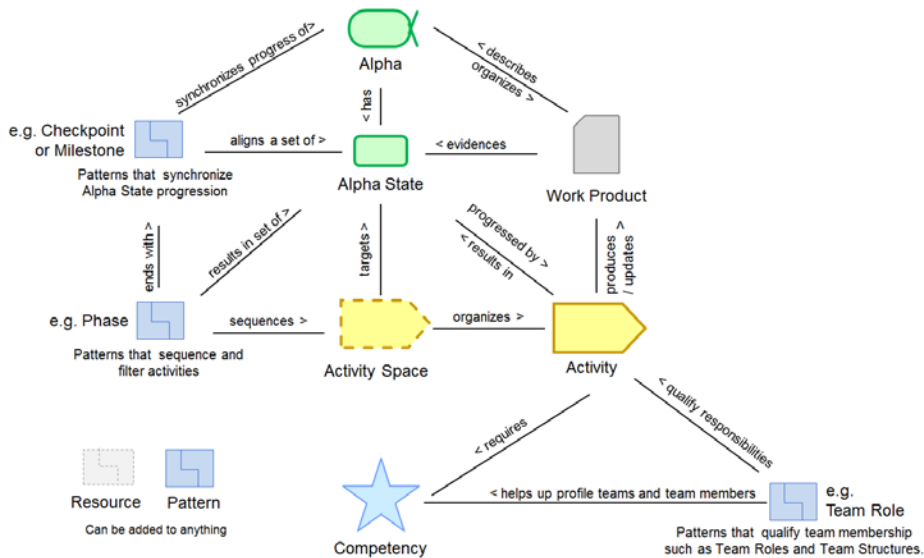 Alpha
synchronizes progress of>
< describes
organizes >
< has
e.g. Checkpoint
or Milestone
aligns a set of >
< evidences
Patterns that synchronize
Alpha State progression
Alpha State
Work Product
ends with >
results in set of >
targets >
progressed by >
< results in
produces >
/ updates
e.g. Phase
sequences >
organizes >
Patterns that sequence and
filter activities
Activity Space
Activity
< requires
< qualify responsibilities
Resource
Pattern
Can be added to anything
Competency
< helps up profile teams and team members
e.g.
Team Role
Patterns that qualify team membership
such as Team Roles and Team Structures.